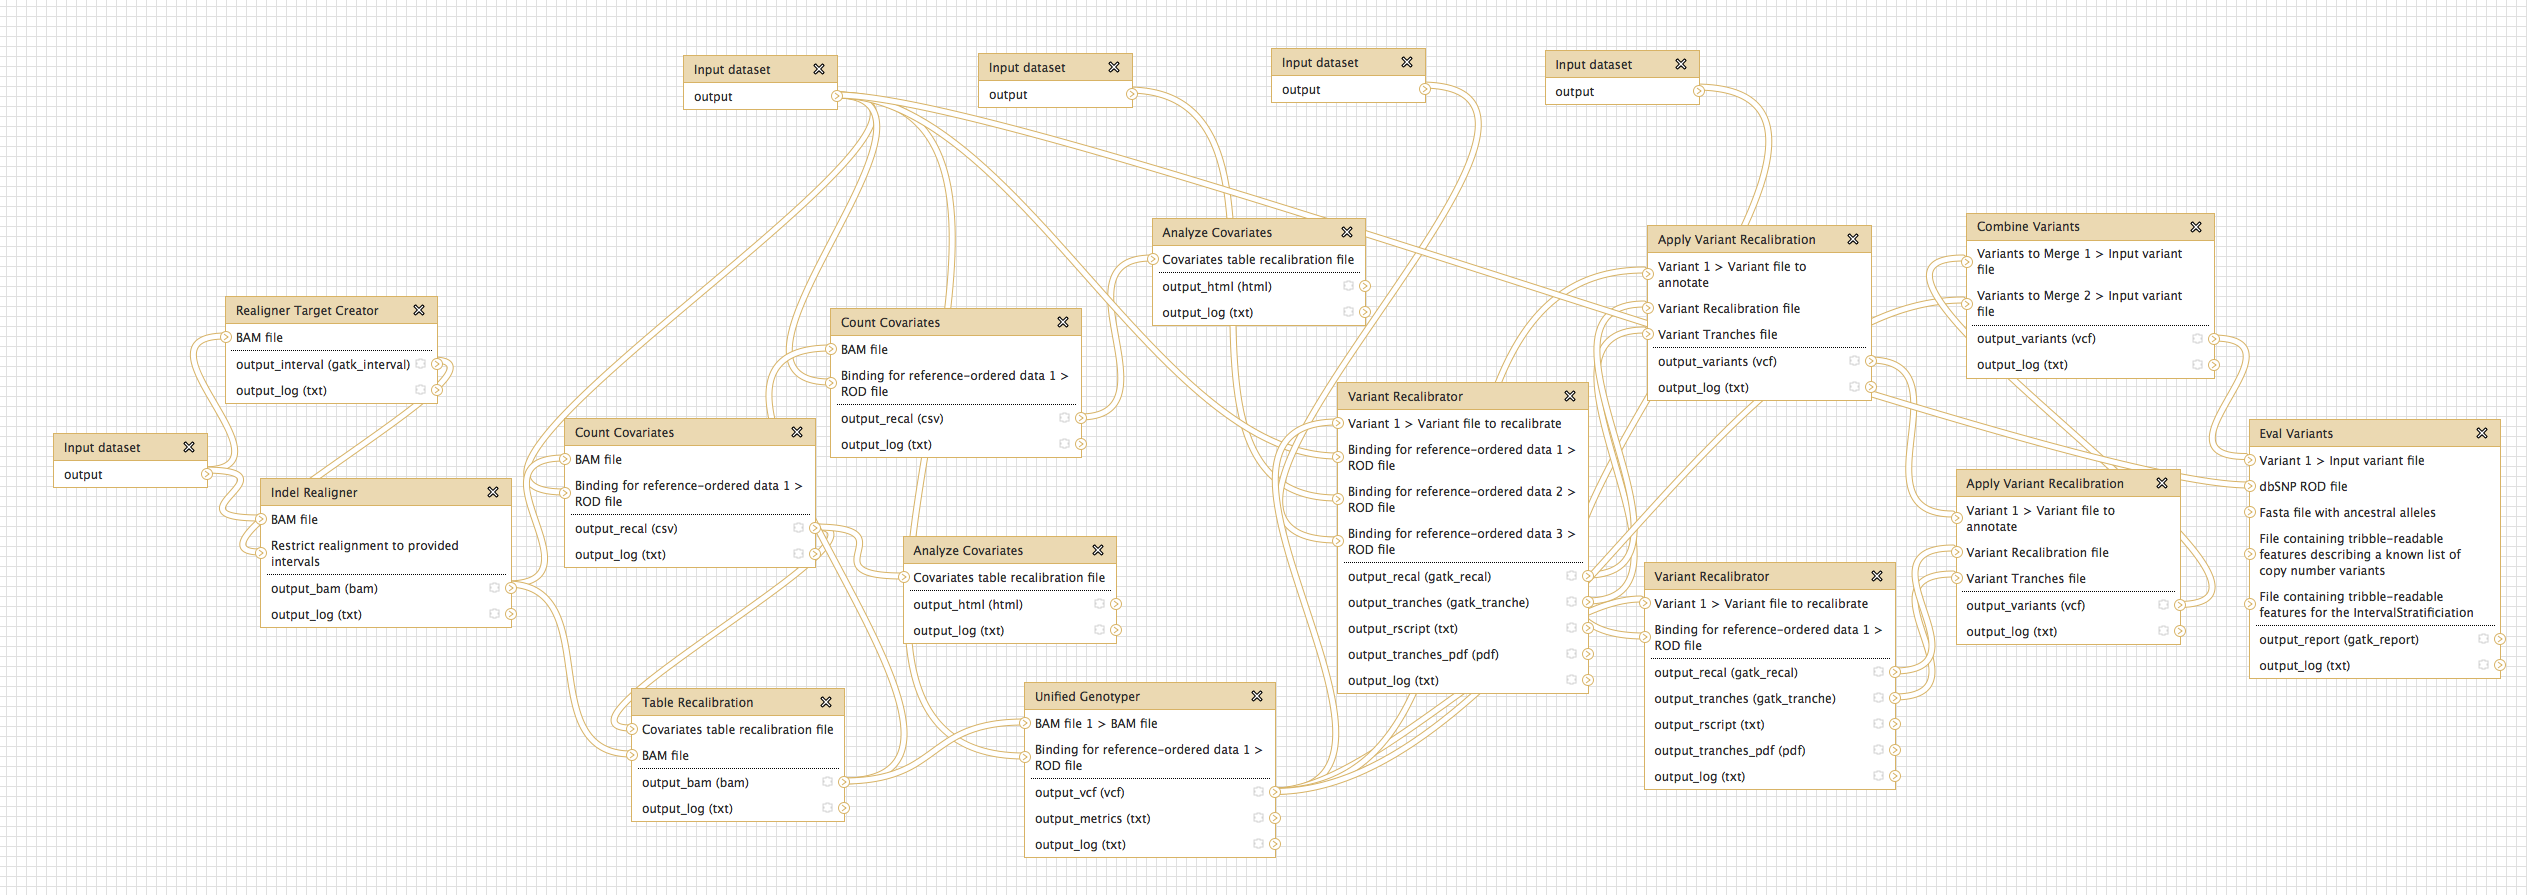 Input dataset
output
Input dataset
output
Input dataset
output
Input dataset
output
Realigner Target Creator
BAM file
output_interval (gatk_interval)
output_log (txt)
Input dataset
output
Indel Realigner
BAM file
Restrict realignment to provided
intervals
output_bam (bam)
output_log (txt)
Count Covariates
BAM file
Binding for reference-ordered data 1 >
ROD file
output_recal (csv)
output_log (txt)
Count Covariates
BAM file
Binding for reference-ordered data 1 >
ROD file
output_recal (csv)
output_log (txt)
Analyze Covariates
Covariates table recalibration file
output_html (html)
output_log (txt)
Analyze Covariates
Covariates table recalibration file
output_html (html)
output_log (txt)
Table Recalibration
Covariates table recalibration file
BAM file
output_bam (bam)
output_log (txt)
Unified Genotyper
BAM file 1 > BAM file
Binding for reference-ordered data 1 >
ROD file
output_vcf (vcf)
output_metrics (txt)
output_log (txt)
Variant Recalibrator
Variant 1 > Variant file to recalibrate
Binding for reference-ordered data 1 >
ROD file
Binding for reference-ordered data 2 >
ROD file
Binding for reference-ordered data 3 >
ROD file
output_recal (gatk_recal)
output_tranches (gatk_tranche)
output_rscript (txt)
output_tranches_pdf (pdf)
output_log (txt)
Apply Variant Recalibration
Variant 1 > Variant file to
annotate
Variant Recalibration file
Variant Tranches file
output_variants (vcf)
output_log (txt)
Variant Recalibrator
Variant 1 > Variant file to recalibrate
Binding for reference-ordered data 1 >
ROD file
output_recal (gatk_recal)
output_tranches (gatk_tranche)
output_rscript (txt)
output_tranches_pdf (pdf)
output_log (txt)
Combine Variants
Variants to Merge 1 > Input variant
file
Variants to Merge 2 > Input variant
file
output_variants (vcf)
output_log (txt)
Apply Variant Recalibration
Variant 1 > Variant file to
annotate
Variant Recalibration file
Variant Tranches file
output_variants (vcf)
output_log (txt)
Eval Variants
Variant 1 > Input variant file
dbSNP ROD file
Fasta file with ancestral alleles
File containing tribble-readable
features describing a known list of
copy number variants
File containing tribble-readable
features for the IntervalStratificiation
output_report (gatk_report)
output_log (txt)